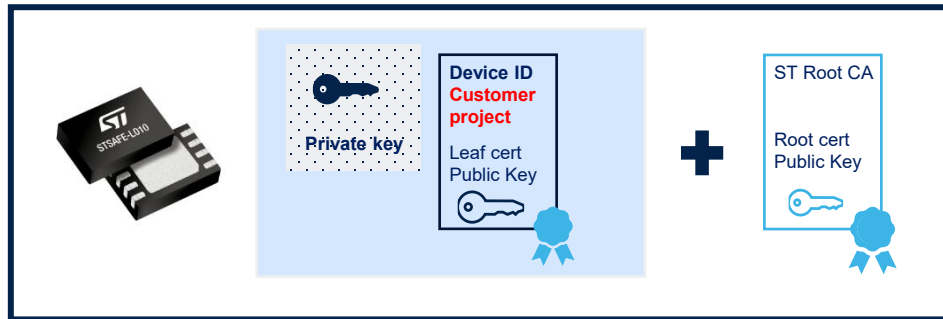 ST
STSAFE-L010
Private key
Device ID
Customer
project
Leaf cert
Public Key
ST Root CA
Root cert
Public Key